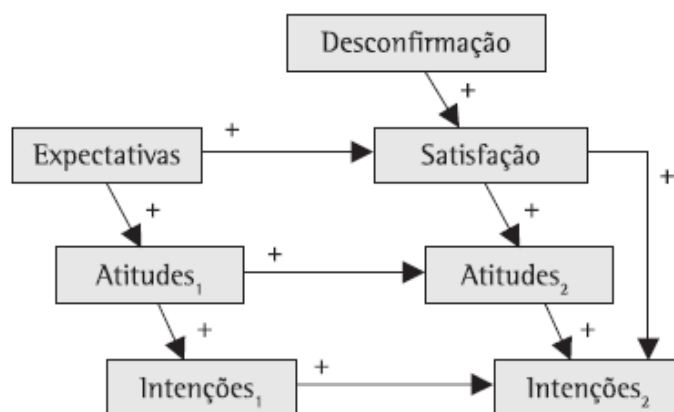 Desconfirmação
+
+
Expectativas
Satisfação
+
+
+
+
Atitudes₁
Atitudes₂
+
+
+
Intenções₁
Intenções₂